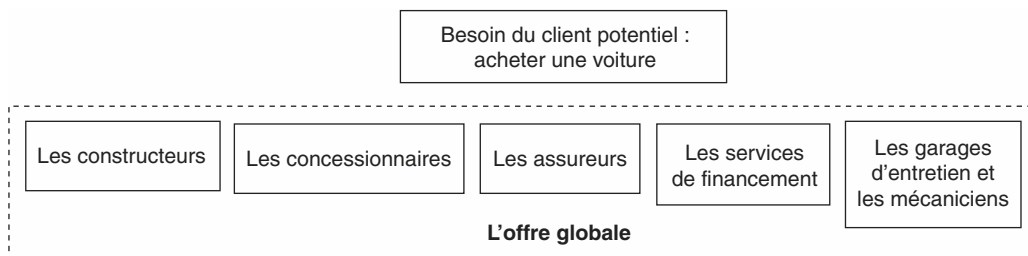 Besoin du client potentiel :
acheter une voiture
Les constructeurs
Les concessionnaires
Les assureurs
Les services
de financement
Les garages
d'entretien et
les mécaniciens
L'offre globale